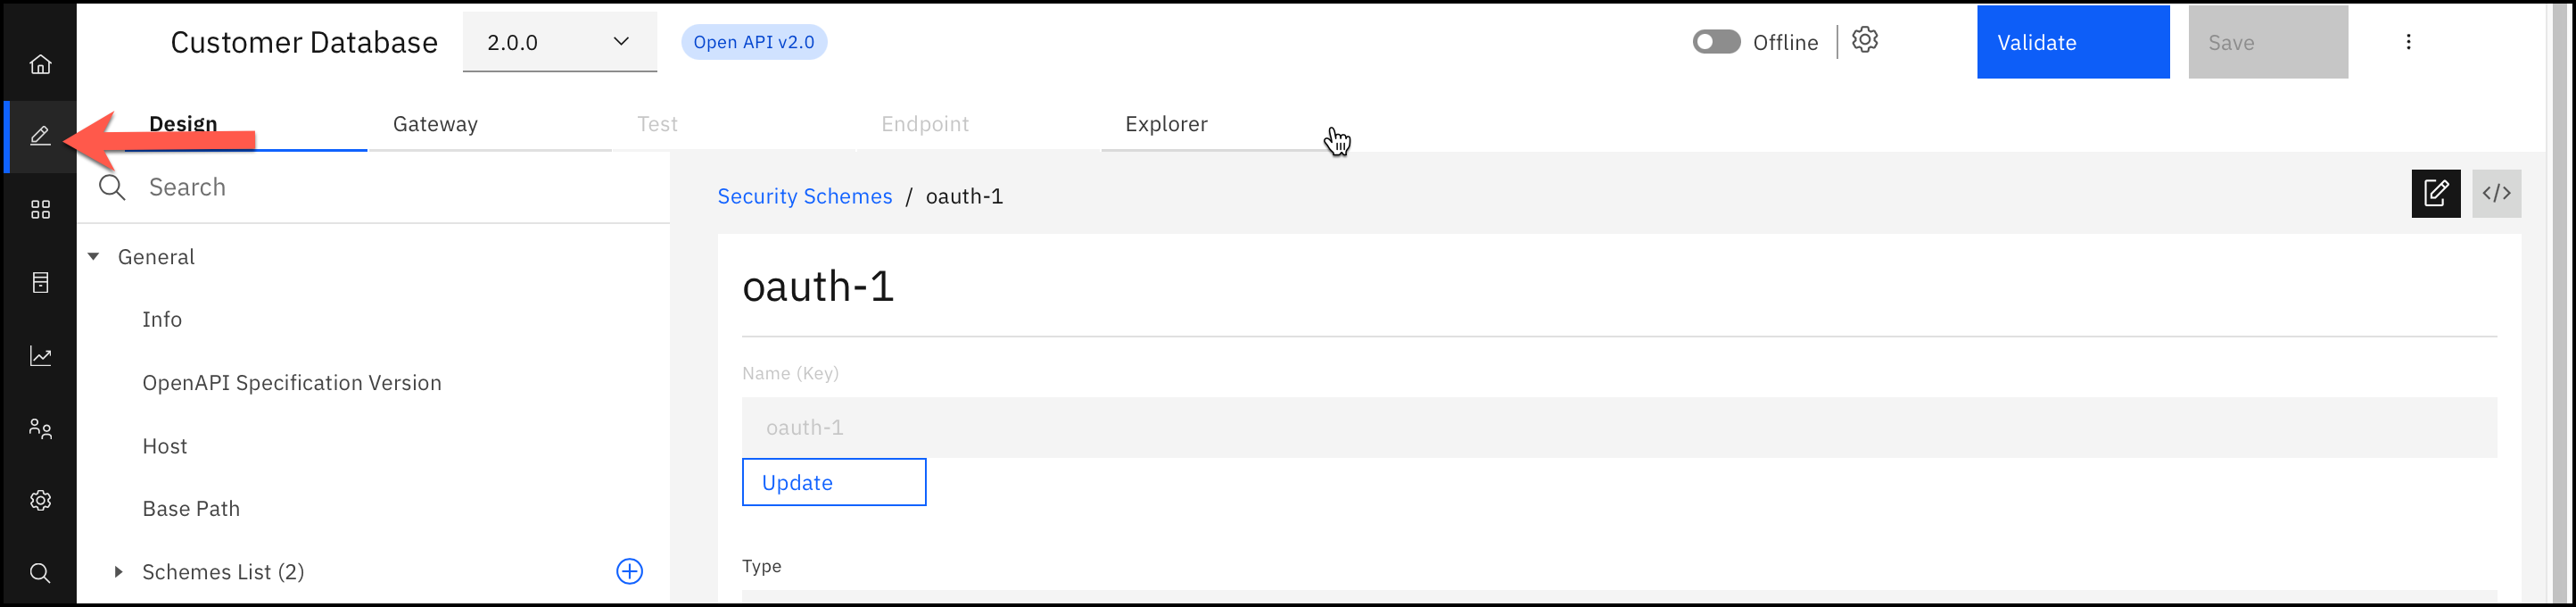 Customer Database 2.0.0 Open API v2.0 Offline Validate Save
Design Gateway Test Endpoint Explorer
Search
Security Schemes / oauth-1
General
Info
OpenAPI Specification Version
Host
Base Path
Schemes List (2)
oauth-1
Name (Key)
oauth-1
Update
Type